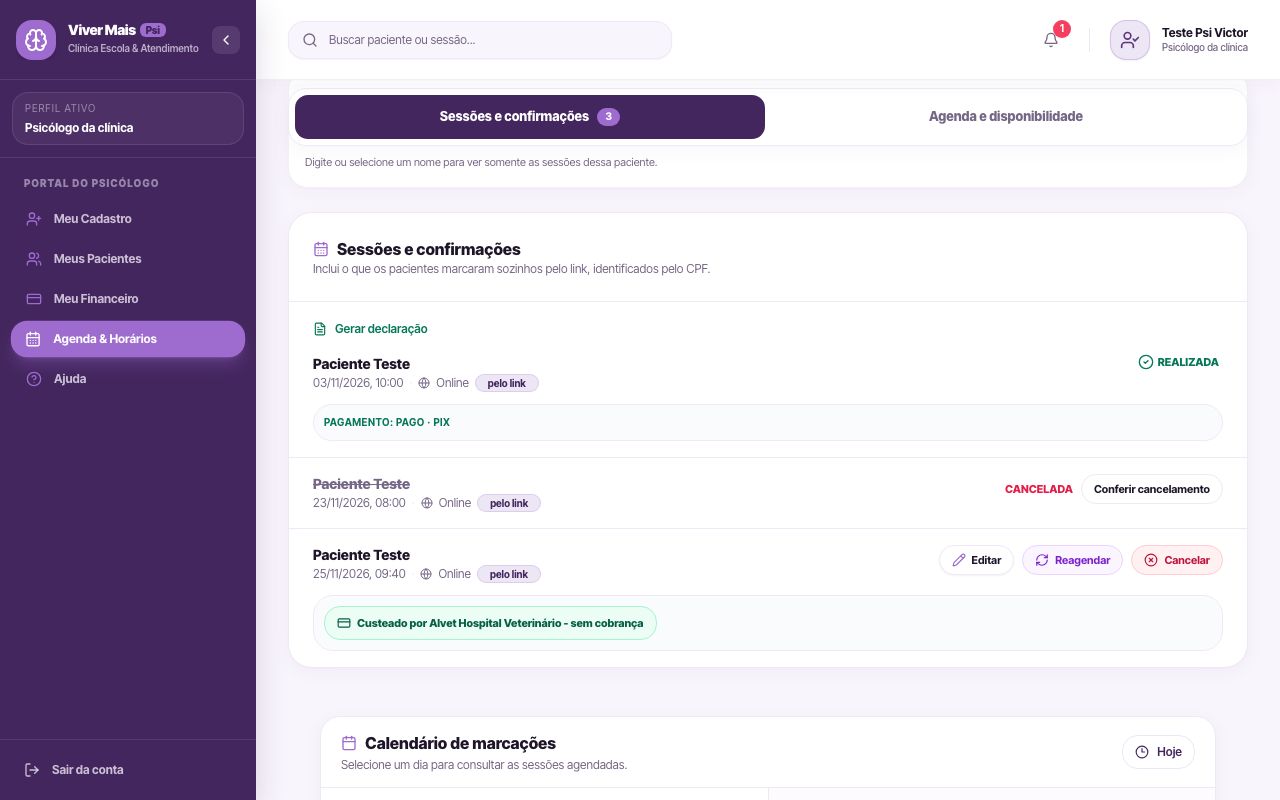 Viver Mais Psi
Clínica Escola & Atendimento
Buscar paciente ou sessão...
1
Teste Psi Victor
Psicólogo da clínica
PERFIL ATIVO
Psicólogo da clínica
PORTAL DO PSICÓLOGO
Meu Cadastro
Meus Pacientes
Meu Financeiro
Agenda & Horários
Ajuda
Sair da conta
Sessões e confirmações 3
Agenda e disponibilidade
Digite ou selecione um nome para ver somente as sessões dessa paciente.
Sessões e confirmações
Inclui o que os pacientes marcaram sozinhos pelo link, identificados pelo CPF.
Gerar declaração
Paciente Teste
REALIZADA
03/11/2026, 10:00 · Online pelo link
PAGAMENTO: PAGO · PIX
Paciente Teste
CANCELADA Conferir cancelamento
23/11/2026, 08:00 · Online pelo link
Paciente Teste
Editar Reagendar Cancelar
25/11/2026, 09:40 · Online pelo link
Custeado por Alvet Hospital Veterinário - sem cobrança
Calendário de marcações
Selecione um dia para consultar as sessões agendadas.
Hoje